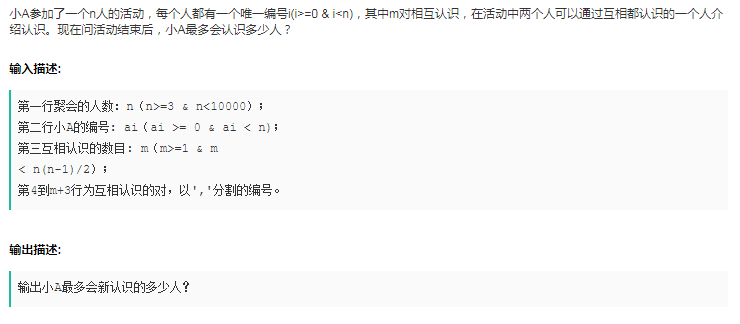 小A参加了一个n人的活动，每个人都有一个唯一编号i(i>=0 & i<n)，其中m对相互认识，在活动中两个人可以通过互相都认识的一个人介
绍认识。现在问活动结束后，小A最多会认识多少人？
输入描述:
第一行聚会的人数: n（n>=3 & n<10000）;
第二行小A的编号: ai（ai >= 0 & ai < n);
第三互相认识的数目: m（m>=1 & m
< n(n-1)/2）;
第4到m+3行为互相认识的对，以','分割的编号。
输出描述:
输出小A最多会新认识的多少人?